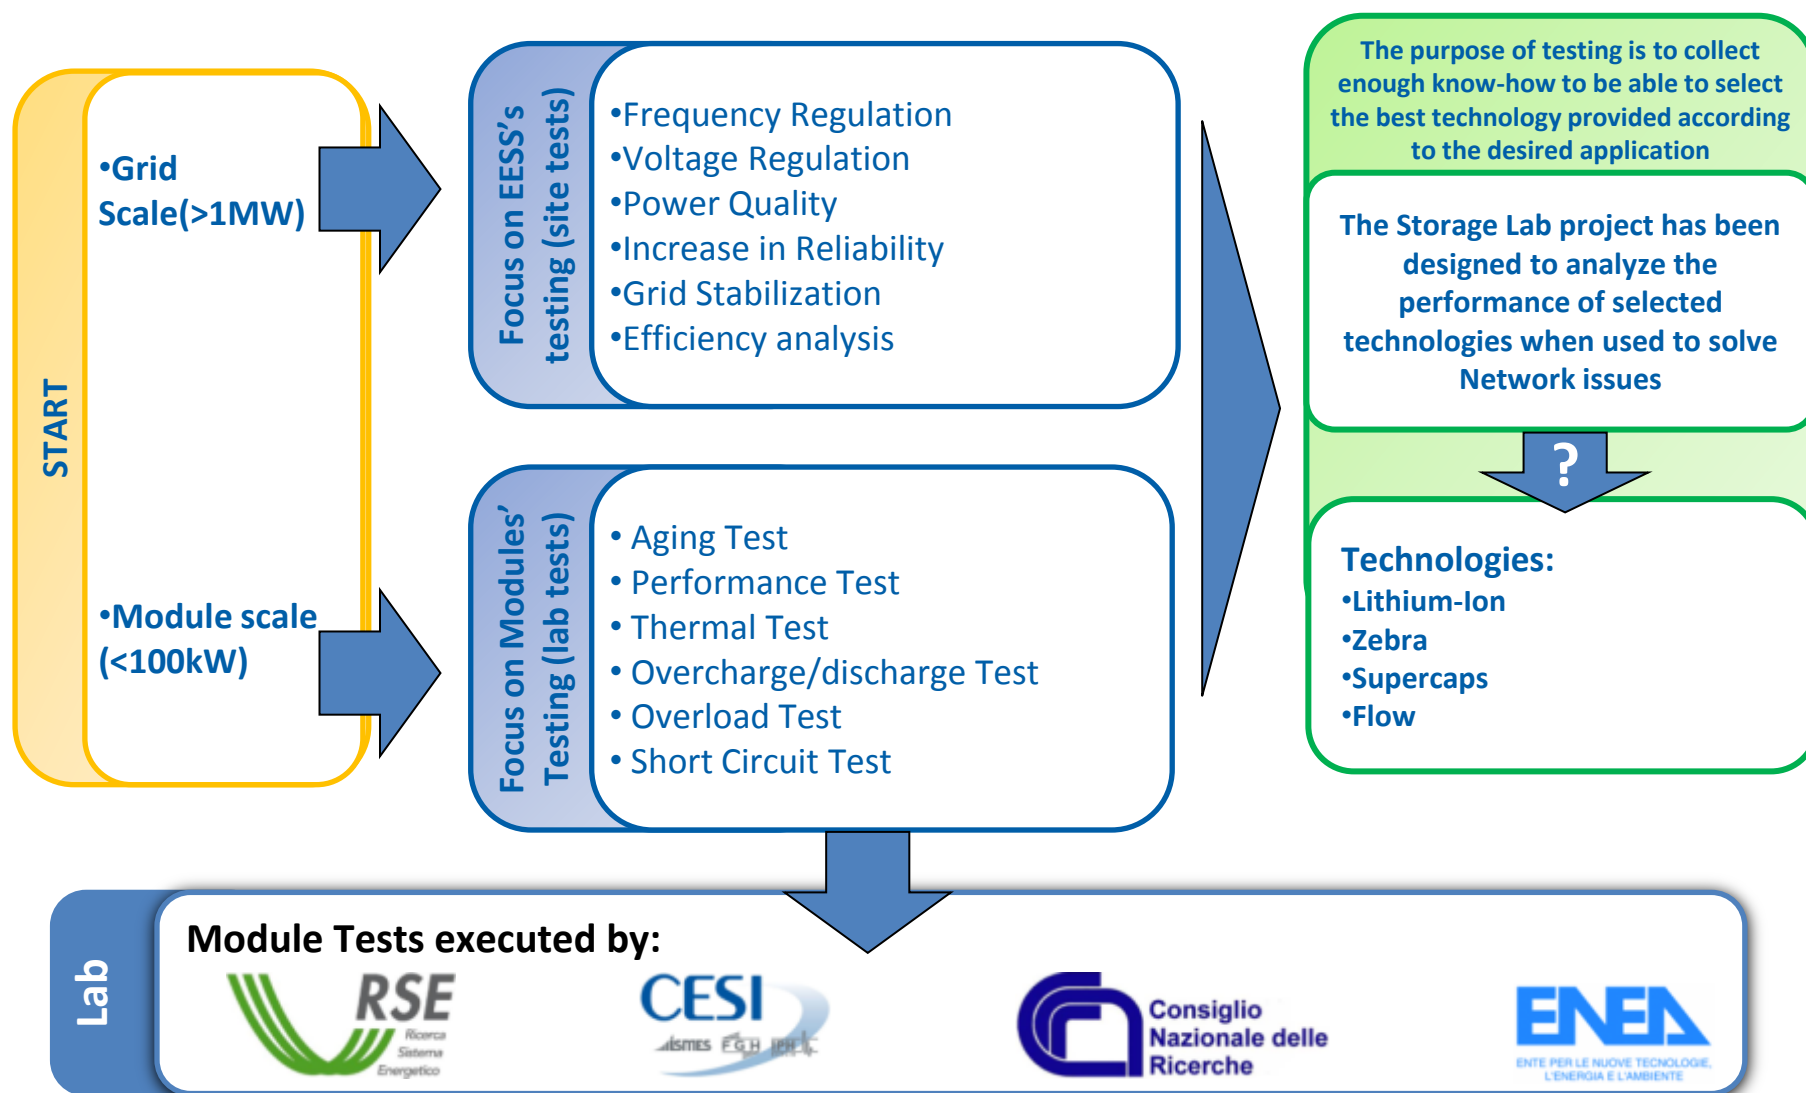 START
•Grid
Scale(>1MW)
•Module scale
(<100kW)
Focus on EESS's
testing (site tests)
•Frequency Regulation
•Voltage Regulation
•Power Quality
•Increase in Reliability
•Grid Stabilization
•Efficiency analysis
Focus on Modules'
Testing (lab tests)
• Aging Test
• Performance Test
• Thermal Test
• Overcharge/discharge Test
• Overload Test
• Short Circuit Test
The purpose of testing is to collect
enough know-how to be able to select
the best technology provided according
to the desired application
The Storage Lab project has been
designed to analyze the
performance of selected
technologies when used to solve
Network issues
?
Technologies:
•Lithium-Ion
•Zebra
•Supercaps
•Flow
Lab
Module Tests executed by:
RSE
Ricerca
Sistema
Energetico
CESI
ISMES FGH IPH
Consiglio
Nazionale delle
Ricerche
ENEA
ENTE PER LE NUOVE TECNOLOGIE,
L'ENERGIA E L'AMBIENTE